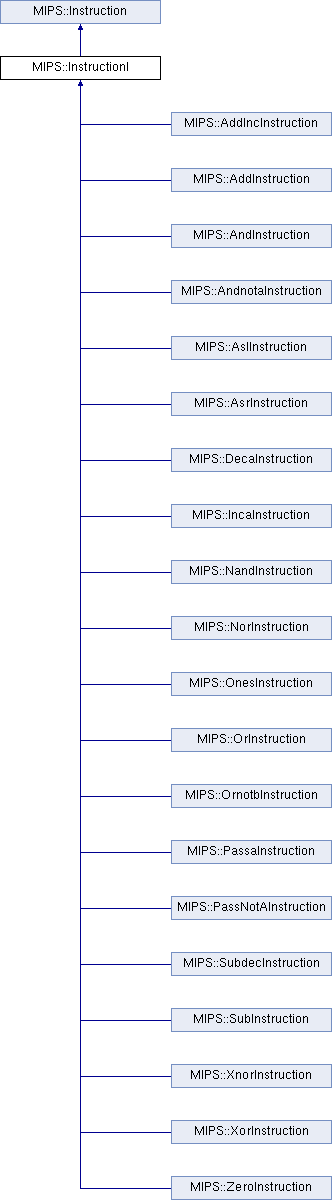 MIPS::Instruction
MIPS::InstructionI
MIPS::AddIncInstruction
MIPS::AddInstruction
MIPS::AndInstruction
MIPS::AndnotaInstruction
MIPS::AslInstruction
MIPS::AsrInstruction
MIPS::DecaInstruction
MIPS::IncaInstruction
MIPS::NandInstruction
MIPS::NorInstruction
MIPS::OnesInstruction
MIPS::OrInstruction
MIPS::OrnotbInstruction
MIPS::PassaInstruction
MIPS::PassNotAInstruction
MIPS::SubdecInstruction
MIPS::SubInstruction
MIPS::XnorInstruction
MIPS::XorInstruction
MIPS::ZeroInstruction